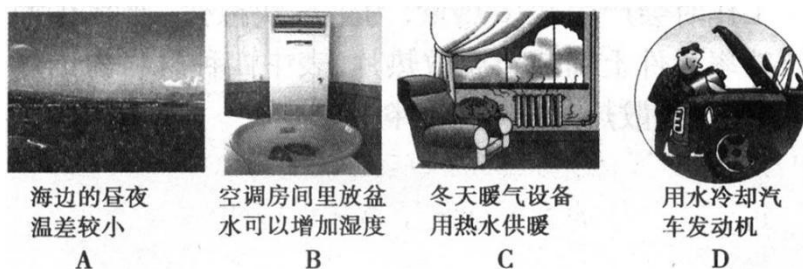 海边的昼夜
温差较小
A
空调房间里放盆
水可以增加湿度
B
冬天暖气设备
用热水供暖
C
用水冷却汽
车发动机
D